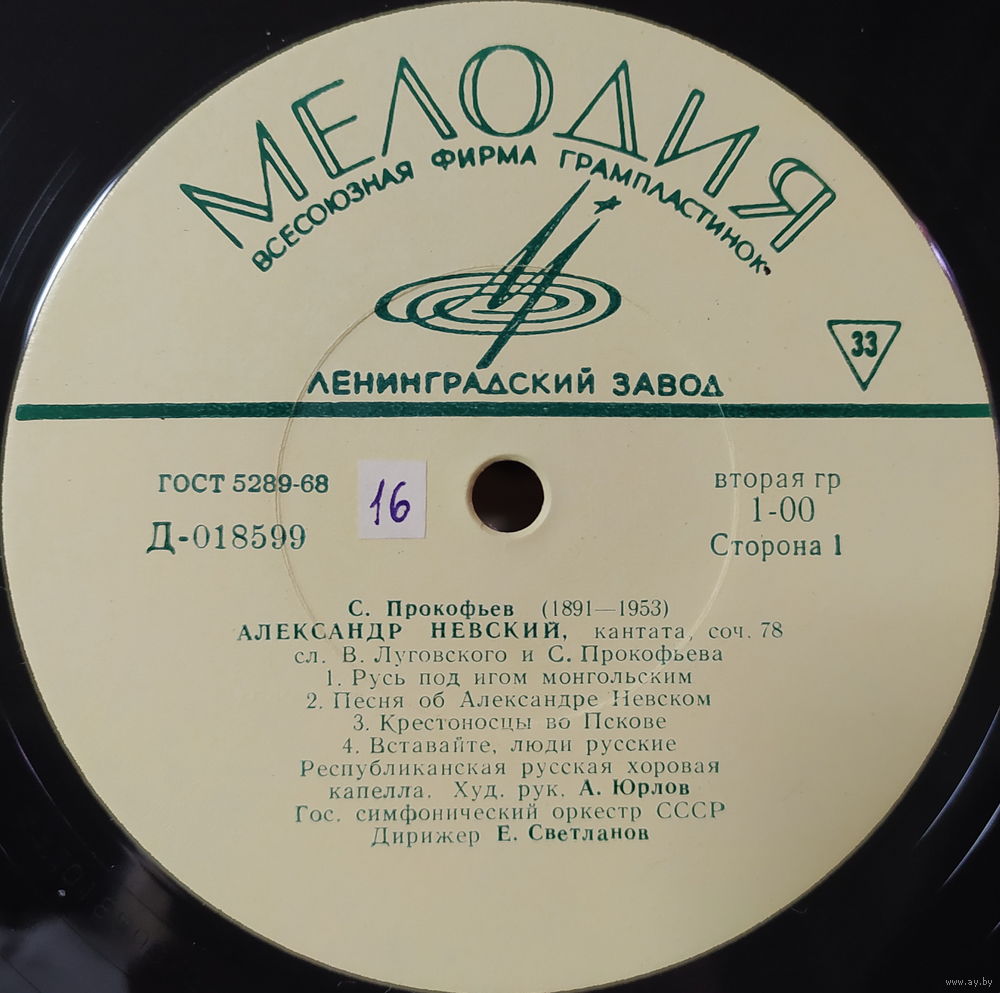 МЕЛОДИЯ
ВСЕСОЮЗНАЯ ФИРМА ГРАМПЛАСТИНОК
33
ЛЕНИНГРАДСКИЙ ЗАВОД
ГОСТ 5289-68
16
вторая гр
1-00
Д-018599
Сторона 1
С. Прокофьев (1891—1953)
АЛЕКСАНДР НЕВСКИЙ, кантата, соч. 78
сл. В. Луговского и С. Прокофьева
1. Русь под игом монгольским
2. Песня об Александре Невском
3. Крестоносцы во Пскове
4. Вставайте, люди русские
Республиканская русская хоровая
капелла. Худ. рук. А. Юрлов
Гос. симфонический оркестр СССР
Дирижер Е. Светланов
www.ay.by